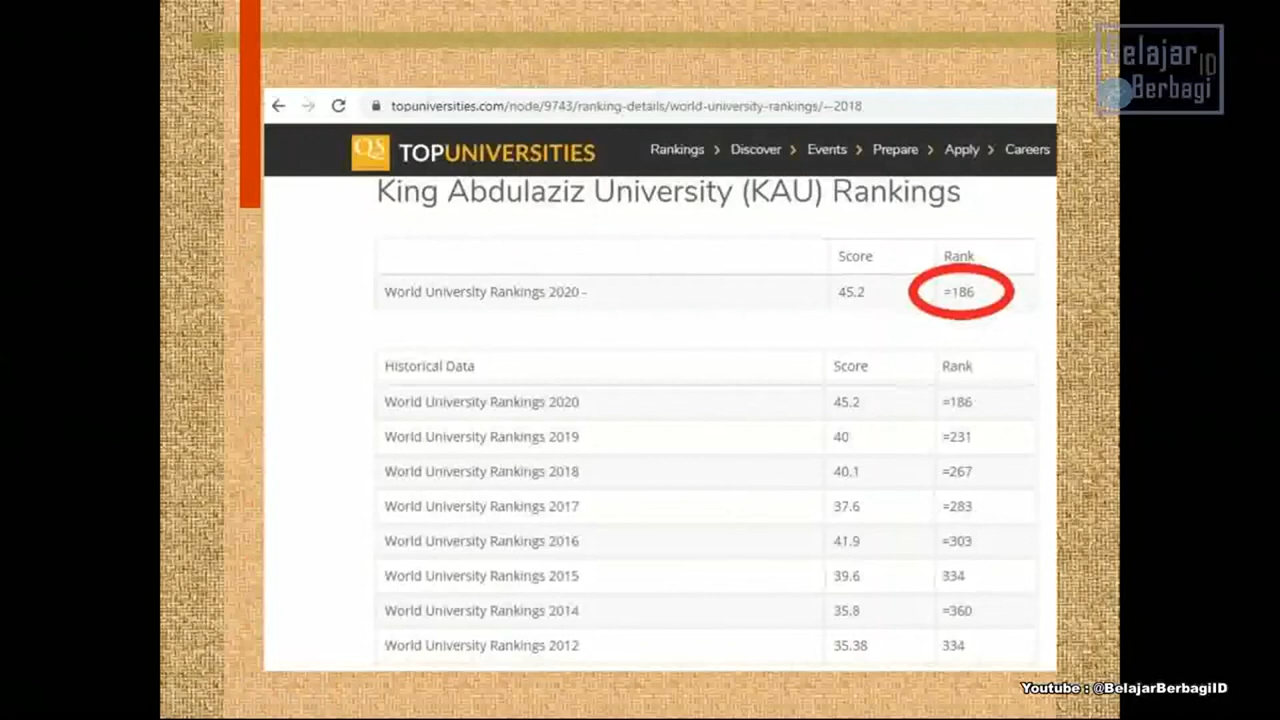 Belajar ID
Berbagi
topuniversities.com/node/9743/ranking-details/world-university-rankings/--2018
QS TOPUNIVERSITIES Rankings > Discover > Events > Prepare > Apply > Careers
King Abdulaziz University (KAU) Rankings
Score Rank
World University Rankings 2020 - 45.2 =186
Historical Data Score Rank
World University Rankings 2020 45.2 =186
World University Rankings 2019 40 =231
World University Rankings 2018 40.1 =267
World University Rankings 2017 37.6 =283
World University Rankings 2016 41.9 =303
World University Rankings 2015 39.6 334
World University Rankings 2014 35.8 =360
World University Rankings 2012 35.38 334
Youtube : @BelajarBerbagiID